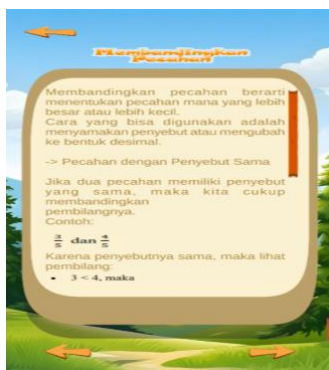 Membandingkan
Pecahan
Membandingkan pecahan berarti
menentukan pecahan mana yang lebih
besar atau lebih kecil.
Cara yang bisa digunakan adalah
menyamakan penyebut atau mengubah
ke bentuk desimal.
-> Pecahan dengan Penyebut Sama
Jika dua pecahan memiliki penyebut
yang sama, maka kita cukup
membandingkan
pembilangnya.
Contoh:
3/5 dan 4/5
Karena penyebutnya sama, maka lihat
pembilang:
• 3 < 4, maka